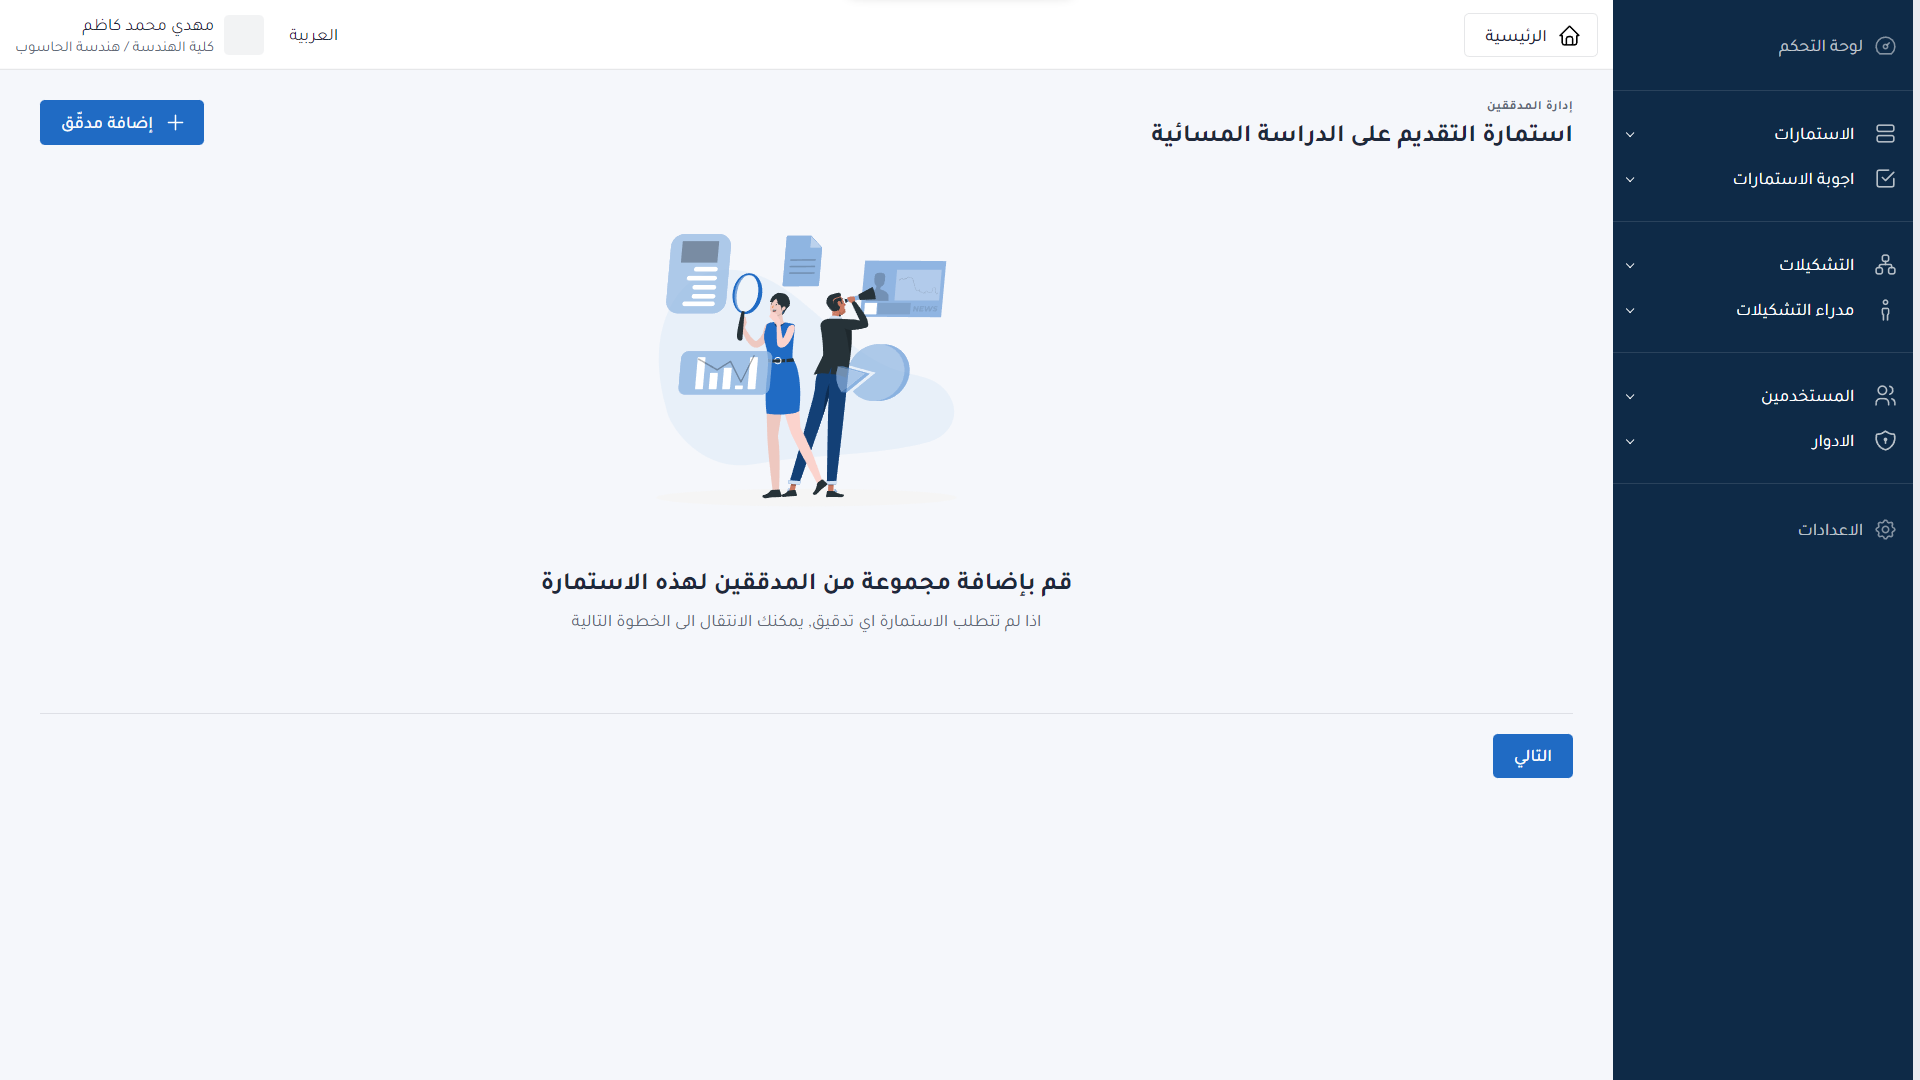 لوحة التحكم
الاستمارات
اجوبة الاستمارات
التشكيلات
مدراء التشكيلات
المستخدمين
الادوار
الاعدادات
الرئيسية
العربية
مهدي محمد كاظم
كلية الهندسة / هندسة الحاسوب
إدارة المدققين
استمارة التقديم على الدراسة المسائية
إضافة مدقّق
NEWS
قم بإضافة مجموعة من المدققين لهذه الاستمارة
اذا لم تتطلب الاستمارة اي تدقيق, يمكنك الانتقال الى الخطوة التالية
التالي